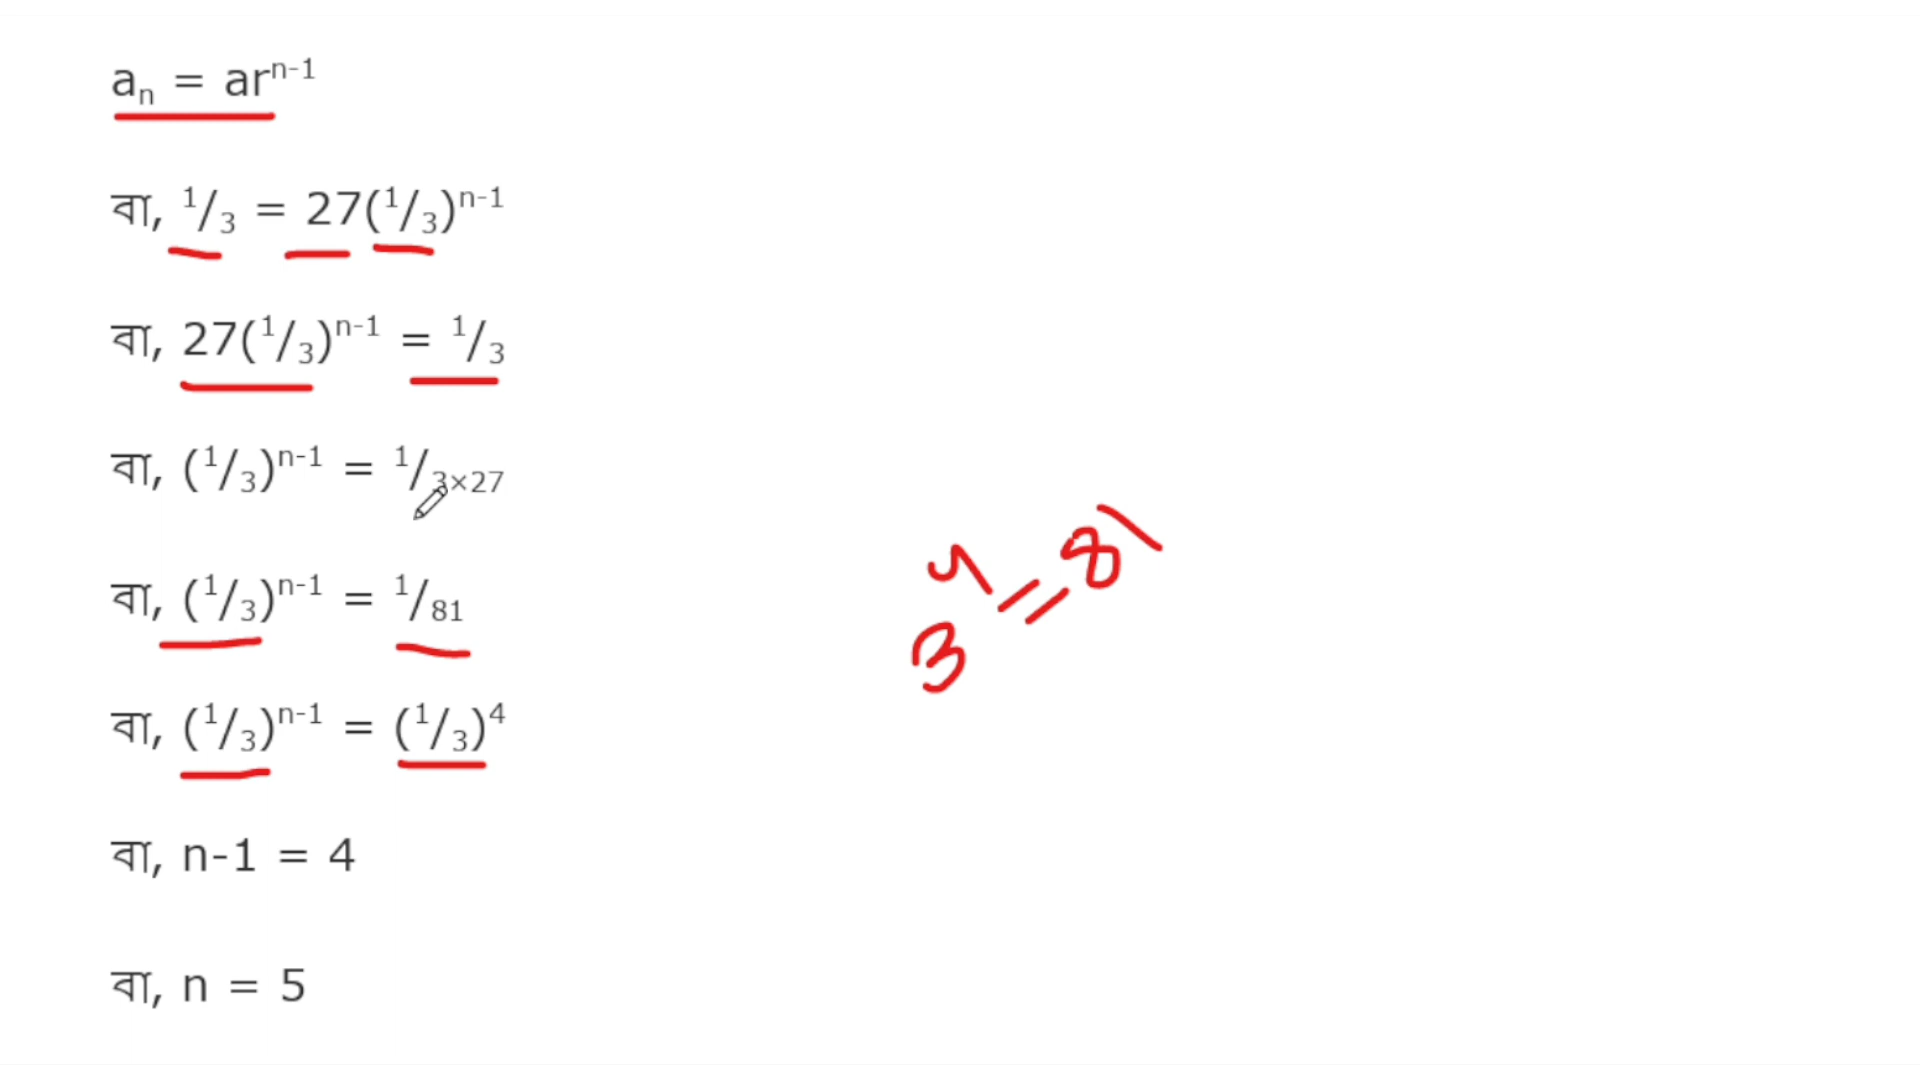 aₙ = arⁿ⁻¹
বা, ¹/₃ = 27(¹/₃)ⁿ⁻¹
বা, 27(¹/₃)ⁿ⁻¹ = ¹/₃
বা, (¹/₃)ⁿ⁻¹ = ¹/₃ₓ₂₇
বা, (¹/₃)ⁿ⁻¹ = ¹/₈₁
বা, (¹/₃)ⁿ⁻¹ = (¹/₃)⁴
বা, n-1 = 4
বা, n = 5
3⁴ = 81